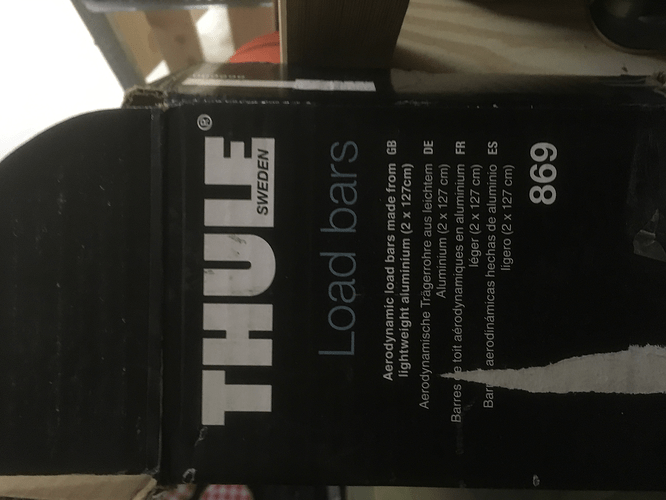 THULE®
SWEDEN
Load bars
Aerodynamic load bars made from GB
lightweight aluminium (2 x 127cm)
Aerodynamische Trägerrohre aus leichtem DE
Aluminium (2 x 127 cm)
Barres toit aérodynamiques en aluminium FR
léger (2 x 127 cm)
aerodinámicas hechas de aluminio ES
ligero (2 x 127 cm)
869